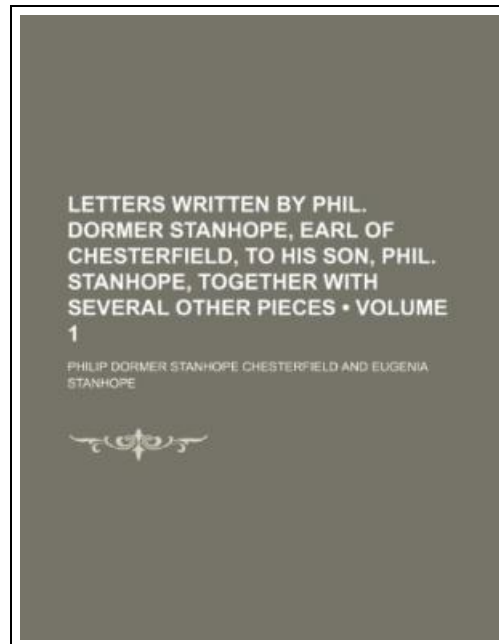 LETTERS WRITTEN BY PHIL.
DORMER STANHOPE, EARL OF
CHESTERFIELD, TO HIS SON, PHIL.
STANHOPE, TOGETHER WITH
SEVERAL OTHER PIECES • VOLUME
1
PHILIP DORMER STANHOPE CHESTERFIELD AND EUGENIA
STANHOPE